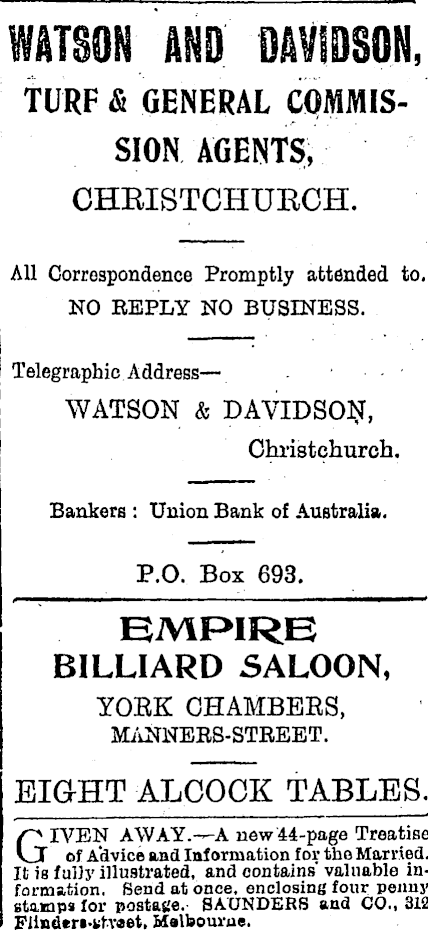 WATSON AND DAVIDSON,
TURF & GENERAL COMMIS-
SION AGENTS,
CHRISTCHURCH.
All Correspondence Promptly attended to.
NO REPLY NO BUSINESS.
Telegraphic Address—
WATSON & DAVIDSON,
Christchurch.
Bankers : Union Bank of Australia.
P.O. Box 693.
EMPIRE
BILLIARD SALOON,
YORK CHAMBERS,
MANNERS-STREET.
EIGHT ALCOCK TABLES.
GIVEN AWAY.—A new 44-page Treatise
of Advice and Information for the Married.
It is fully illustrated, and contains valuable in-
formation. Send at once, enclosing four penny
stamps for postage. SAUNDERS and CO., 312
Flinders-street, Melbourne.